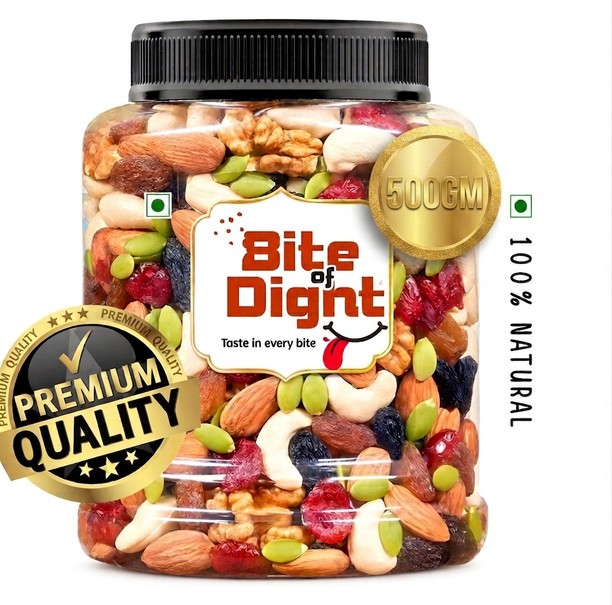 500GM
Bite
of
Dignt
Taste in every bite
100% NATURAL
PREMIUM QUALITY
PREMIUM QUALITY
PREMIUM
QUALITY